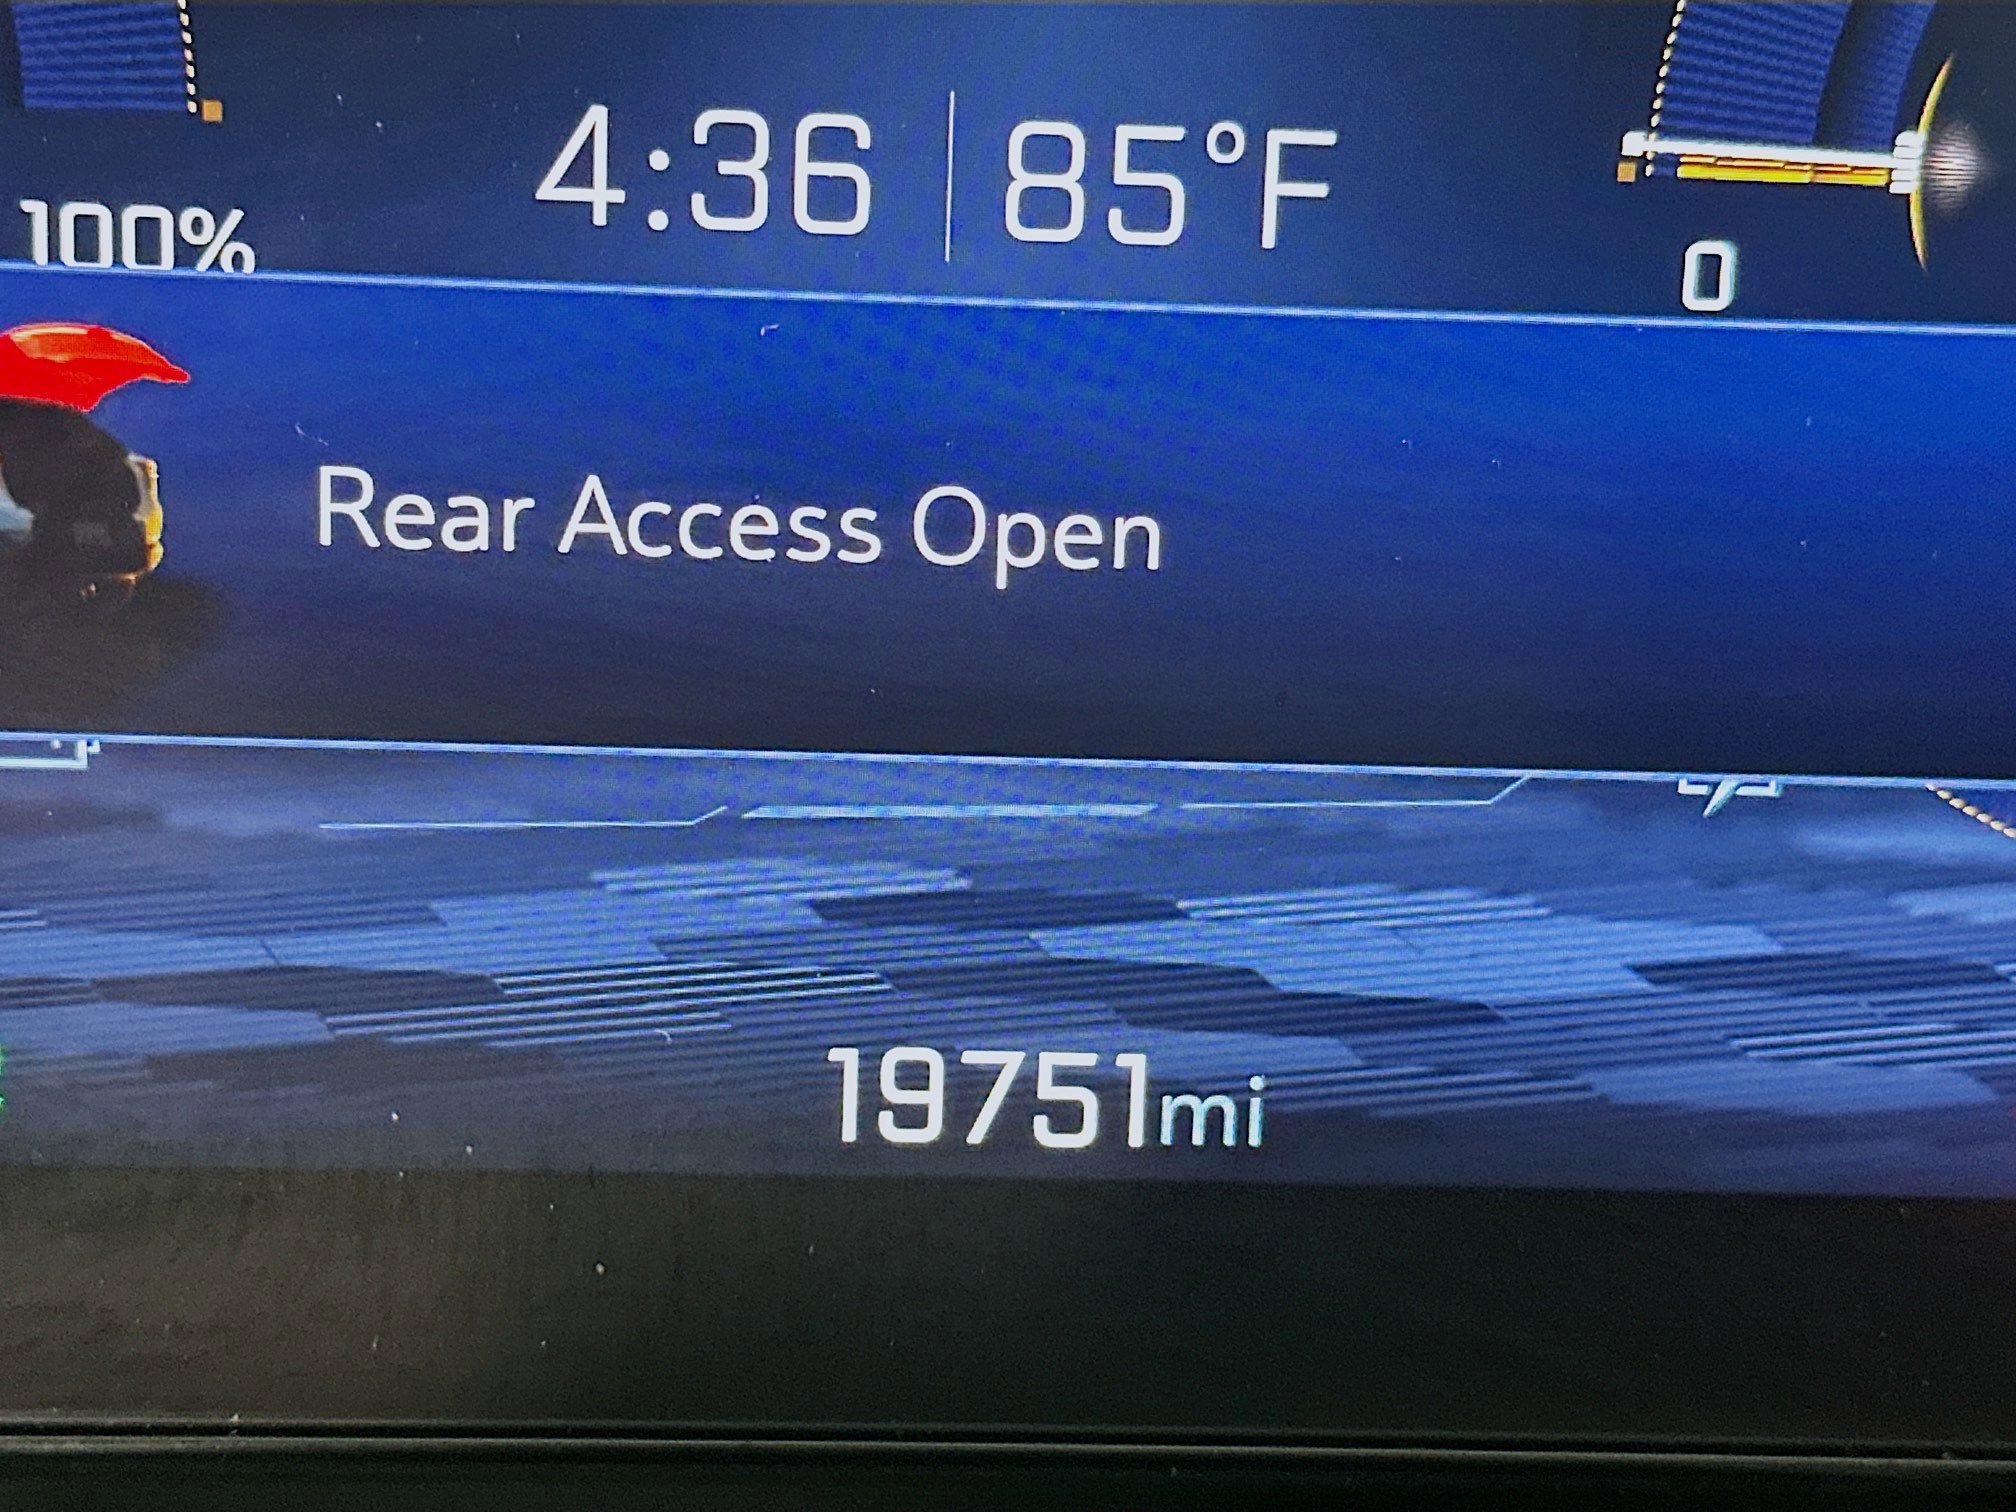 4:36 85°F
100%
0
Rear Access Open
19751mi